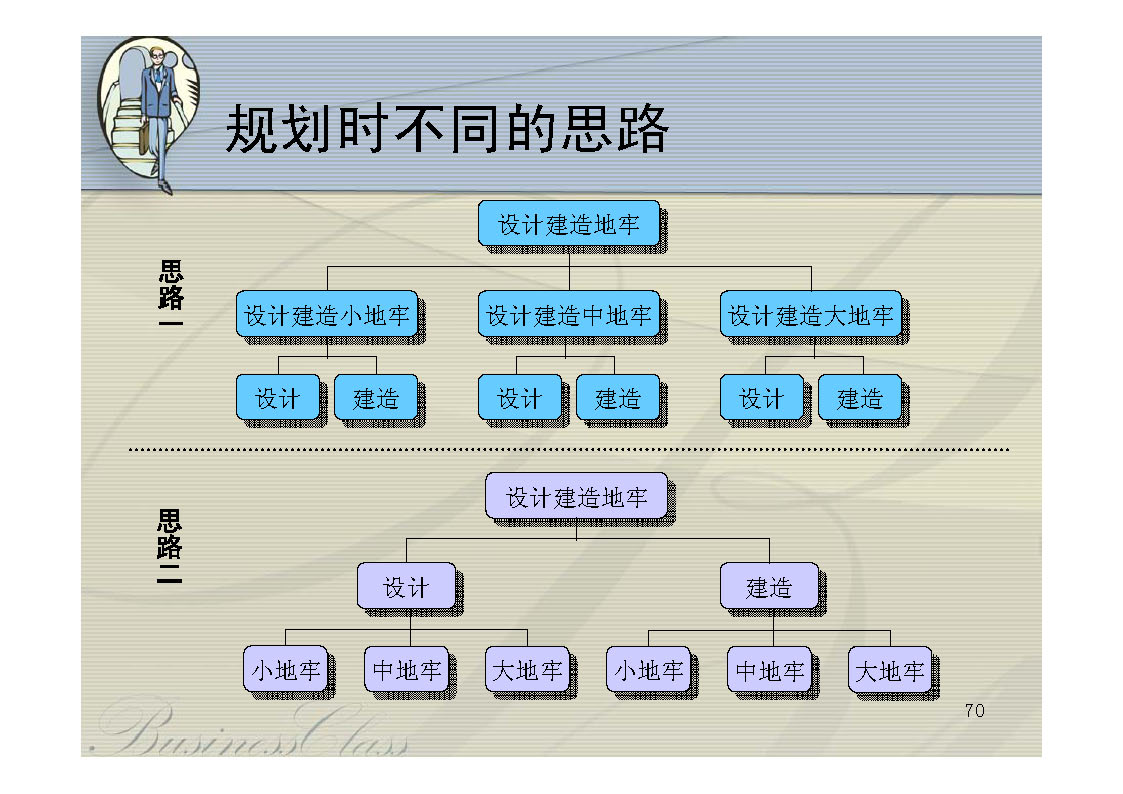 规划时不同的思路
思路一
设计建造地牢
设计建造小地牢 设计建造中地牢 设计建造大地牢
设计 建造 设计 建造 设计 建造
思路二
设计建造地牢
设计 建造
小地牢 中地牢 大地牢 小地牢 中地牢 大地牢
70
BusinessClass